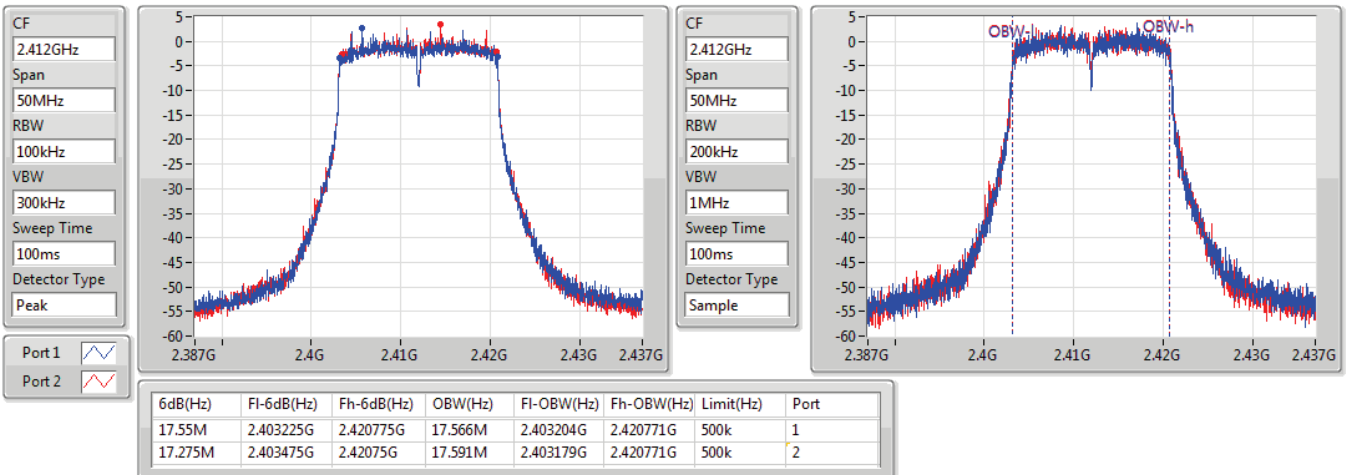 CF
2.412GHz
Span
50MHz
RBW
100kHz
VBW
300kHz
Sweep Time
100ms
Detector Type
Peak
Port 1
Port 2
5
0
-5
-10
-15
-20
-25
-30
-35
-40
-45
-50
-55
-60
2.387G 2.4G 2.41G 2.42G 2.43G 2.437G
CF
2.412GHz
Span
50MHz
RBW
200kHz
VBW
1MHz
Sweep Time
100ms
Detector Type
Sample
5
0
-5
-10
-15
-20
-25
-30
-35
-40
-45
-50
-55
-60
OBW-l OBW-h
2.387G 2.4G 2.41G 2.42G 2.43G 2.437G
6dB(Hz) Fl-6dB(Hz) Fh-6dB(Hz) OBW(Hz) Fl-OBW(Hz) Fh-OBW(Hz) Limit(Hz) Port
17.55M 2.403225G 2.420775G 17.566M 2.403204G 2.420771G 500k 1
17.275M 2.403475G 2.42075G 17.591M 2.403179G 2.420771G 500k 2